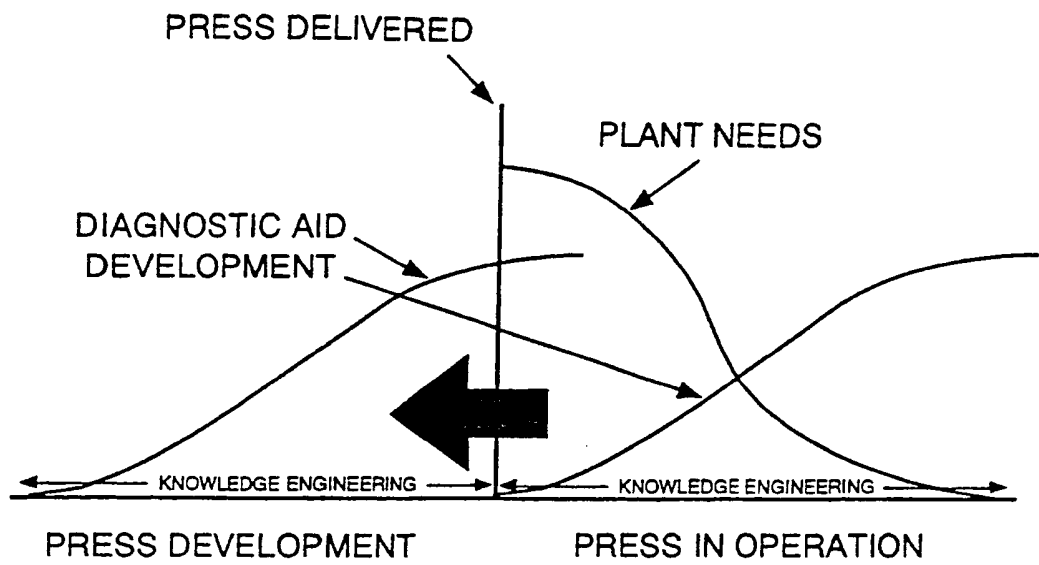 PRESS DELIVERED
PLANT NEEDS
DIAGNOSTIC AID
DEVELOPMENT
KNOWLEDGE ENGINEERING
KNOWLEDGE ENGINEERING
PRESS DEVELOPMENT
PRESS IN OPERATION